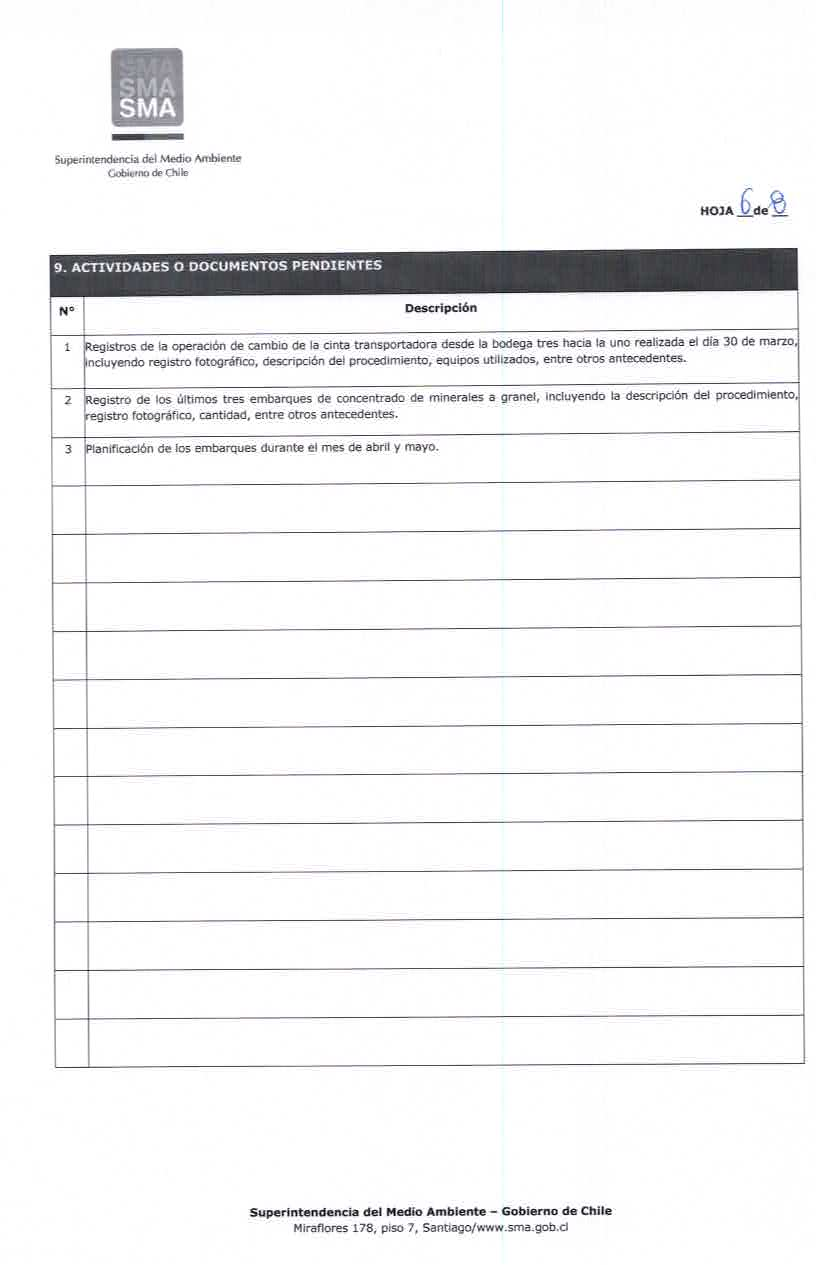 SMA
SMA
SMA
Superintendencia del Medio Ambiente
Gobierno de Chile
HOJA 6 de 8
9. ACTIVIDADES O DOCUMENTOS PENDIENTES
N° Descripción
1 Registros de la operación de cambio de la cinta transportadora desde la bodega tres hacia la uno realizada el día 30 de marzo,
incluyendo registro fotográfico, descripción del procedimiento, equipos utilizados, entre otros antecedentes.
2 Registro de los últimos tres embarques de concentrado de minerales a granel, incluyendo la descripción del procedimiento,
registro fotográfico, cantidad, entre otros antecedentes.
3 Planificación de los embarques durante el mes de abril y mayo.
Superintendencia del Medio Ambiente – Gobierno de Chile
Miraflores 178, piso 7, Santiago/www.sma.gob.cl